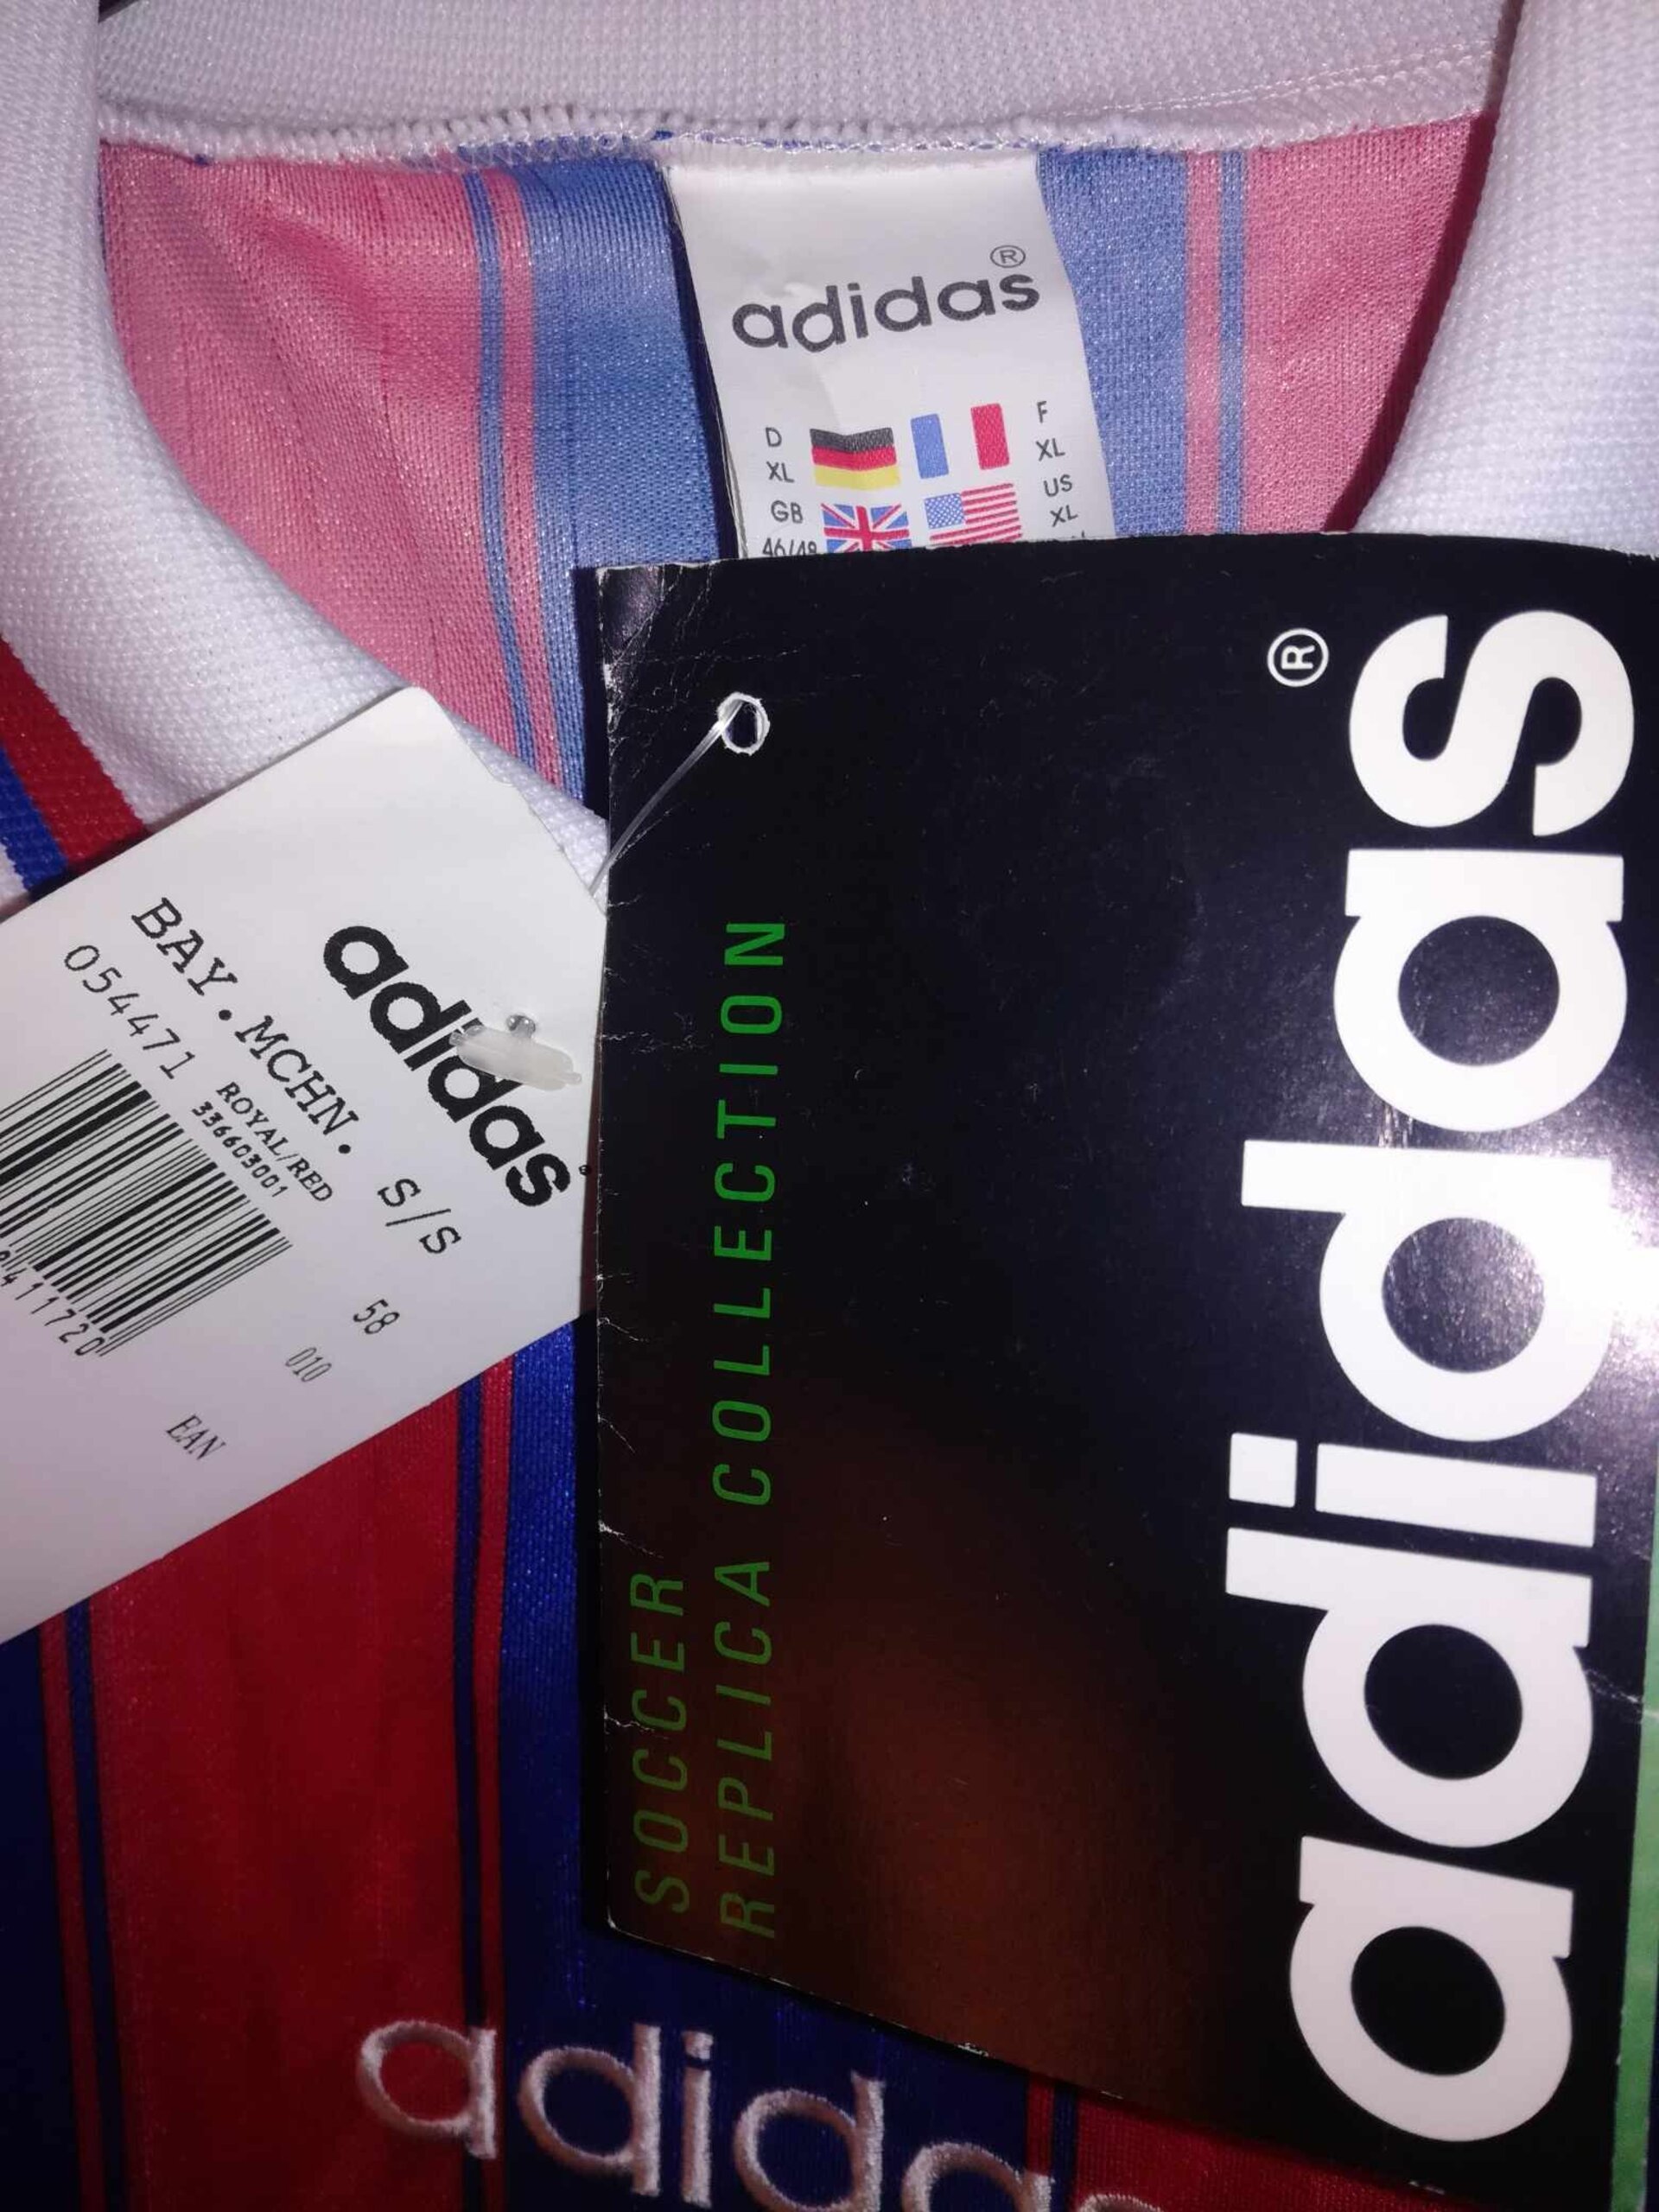 adidas®
D F
XL XL
GB US
46/48 XL
adidas®
BAY.MCHN. S/S
054471 ROYAL/RED 58
336603001 010
411720
EAN
SOCCER
REPLICA COLLECTION
adidas®
adidas